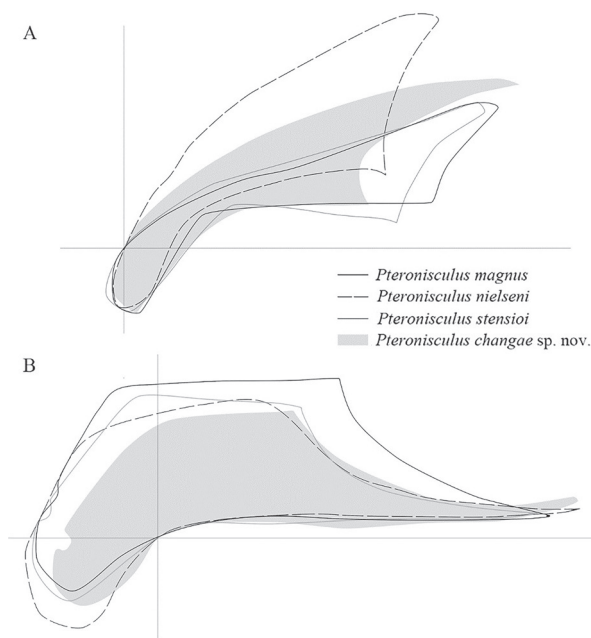 A
Pteronisculus magnus
Pteronisculus nielseni
Pteronisculus stensioi
Pteronisculus changae sp. nov.
B